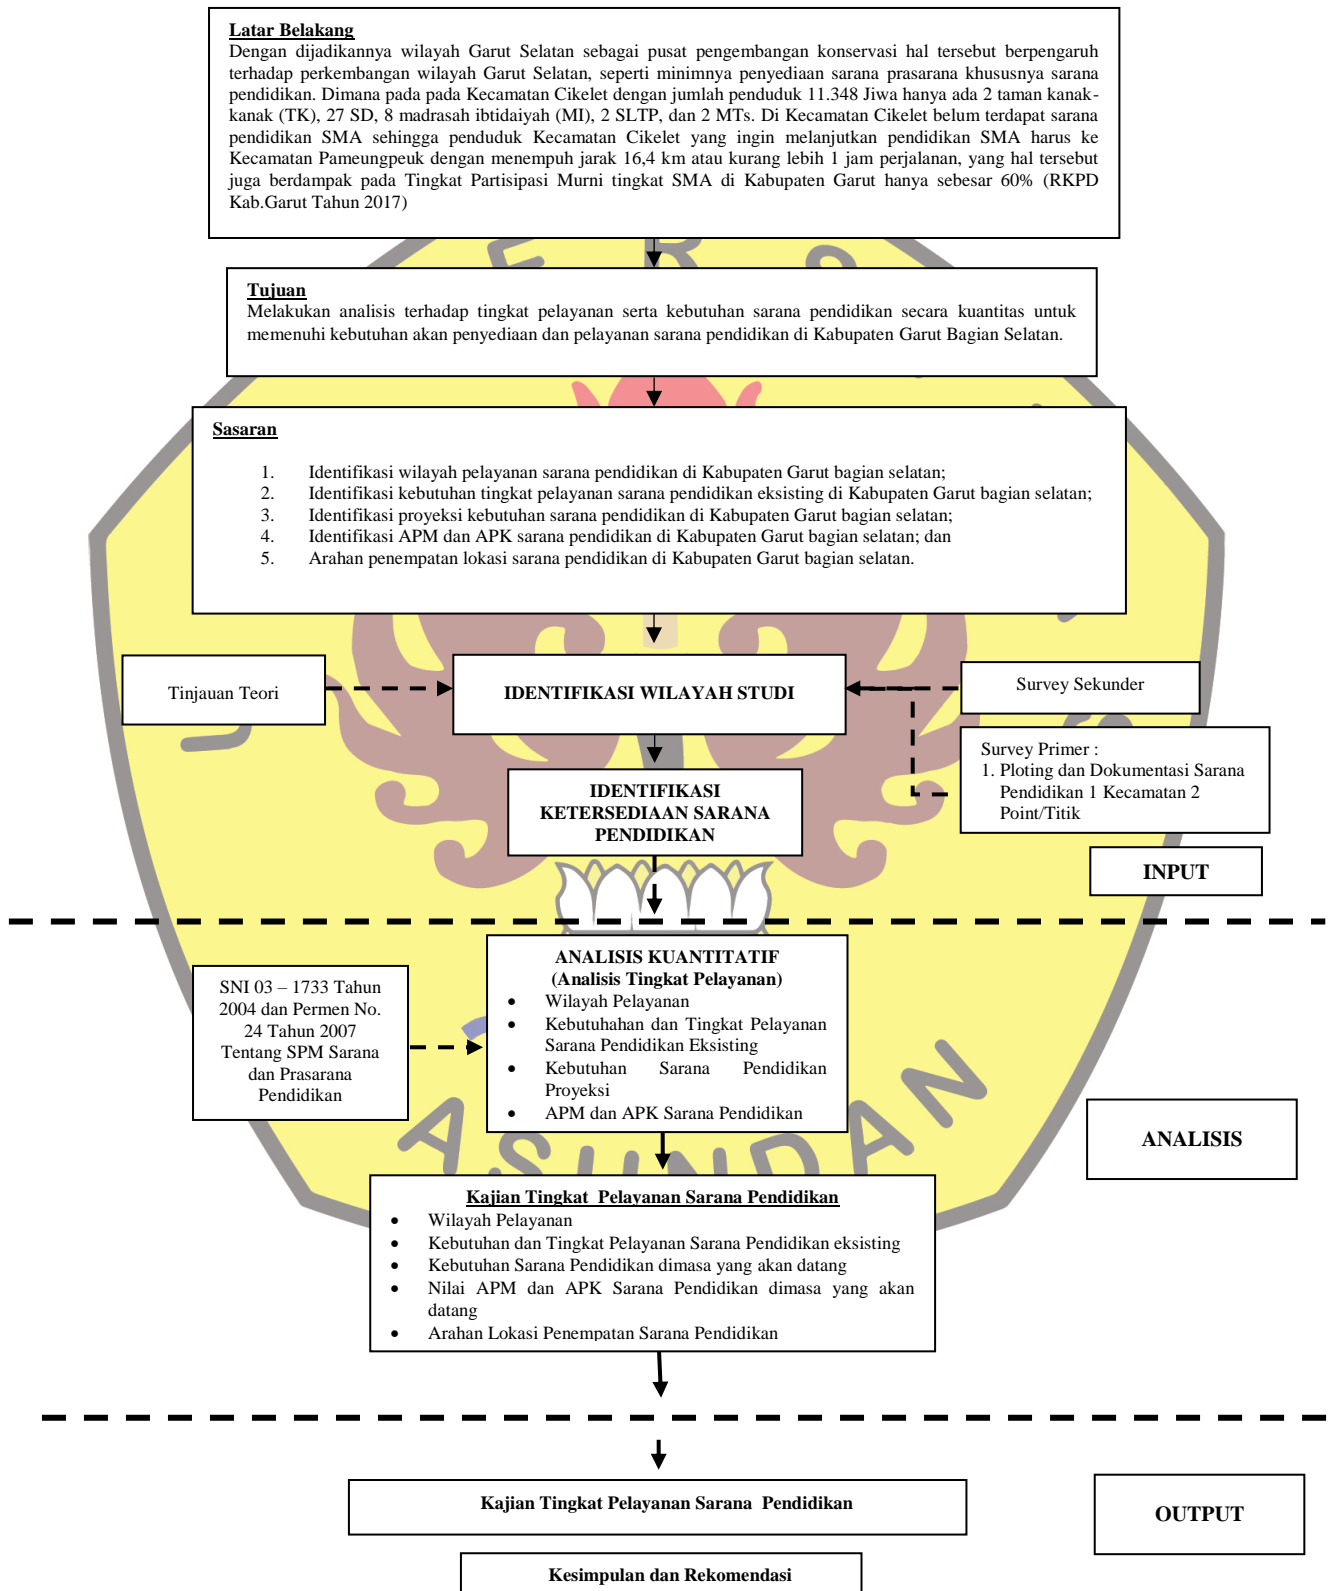 Latar Belakang
Dengan dijadikannya wilayah Garut Selatan sebagai pusat pengembangan konservasi hal tersebut berpengaruh
terhadap perkembangan wilayah Garut Selatan, seperti minimnya penyediaan sarana prasarana khususnya sarana
pendidikan. Dimana pada pada Kecamatan Cikelet dengan jumlah penduduk 11.348 Jiwa hanya ada 2 taman kanak-
kanak (TK), 27 SD, 8 madrasah ibtidaiyah (MI), 2 SLTP, dan 2 MTs. Di Kecamatan Cikelet belum terdapat sarana
pendidikan SMA sehingga penduduk Kecamatan Cikelet yang ingin melanjutkan pendidikan SMA harus ke
Kecamatan Pameungpeuk dengan menempuh jarak 16,4 km atau kurang lebih 1 jam perjalanan, yang hal tersebut
juga berdampak pada Tingkat Partisipasi Murni tingkat SMA di Kabupaten Garut hanya sebesar 60% (RKPD
Kab.Garut Tahun 2017)
Tujuan
Melakukan analisis terhadap tingkat pelayanan serta kebutuhan sarana pendidikan secara kuantitas untuk
memenuhi kebutuhan akan penyediaan dan pelayanan sarana pendidikan di Kabupaten Garut Bagian Selatan.
Sasaran
1. Identifikasi wilayah pelayanan sarana pendidikan di Kabupaten Garut bagian selatan;
2. Identifikasi kebutuhan tingkat pelayanan sarana pendidikan eksisting di Kabupaten Garut bagian selatan;
3. Identifikasi proyeksi kebutuhan sarana pendidikan di Kabupaten Garut bagian selatan;
4. Identifikasi APM dan APK sarana pendidikan di Kabupaten Garut bagian selatan; dan
5. Arahan penempatan lokasi sarana pendidikan di Kabupaten Garut bagian selatan.
Tinjauan Teori
IDENTIFIKASI WILAYAH STUDI
Survey Sekunder
Survey Primer :
1. Ploting dan Dokumentasi Sarana
Pendidikan 1 Kecamatan 2
Point/Titik
IDENTIFIKASI
KETERSEDIAAN SARANA
PENDIDIKAN
INPUT
SNI 03 – 1733 Tahun
2004 dan Permen No.
24 Tahun 2007
Tentang SPM Sarana
dan Prasarana
Pendidikan
ANALISIS KUANTITATIF
(Analisis Tingkat Pelayanan)
• Wilayah Pelayanan
• Kebutuhahan dan Tingkat Pelayanan
Sarana Pendidikan Eksisting
• Kebutuhan Sarana Pendidikan
Proyeksi
• APM dan APK Sarana Pendidikan
ANALISIS
ASUNDAN
Kajian Tingkat Pelayanan Sarana Pendidikan
• Wilayah Pelayanan
• Kebutuhan dan Tingkat Pelayanan Sarana Pendidikan eksisting
• Kebutuhan Sarana Pendidikan dimasa yang akan datang
• Nilai APM dan APK Sarana Pendidikan dimasa yang akan
datang
• Arahan Lokasi Penempatan Sarana Pendidikan
Kajian Tingkat Pelayanan Sarana Pendidikan
OUTPUT
Kesimpulan dan Rekomendasi